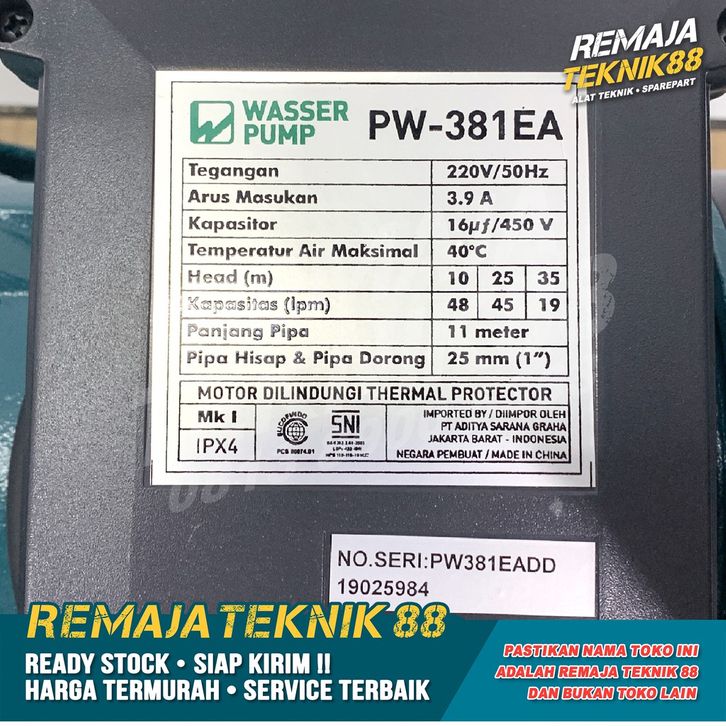 REMAJA
TEKNIK88
ALAT TEKNIK • SPAREPART
WASSER
PUMP
PW-381EA
Tegangan 220V/50Hz
Arus Masukan 3.9 A
Kapasitor 16µf/450 V
Temperatur Air Maksimal 40°C
Head (m) 10 25 35
Kapasitas (lpm) 48 45 19
Panjang Pipa 11 meter
Pipa Hisap & Pipa Dorong 25 mm (1")
MOTOR DILINDUNGI THERMAL PROTECTOR
Mk I
IPX4
SNI
IMPORTED BY / DIIMPOR OLEH
PT ADITYA SARANA GRAHA
JAKARTA BARAT - INDONESIA
NEGARA PEMBUAT / MADE IN CHINA
NO.SERI:PW381EADD
19025984
REMAJA TEKNIK 88
READY STOCK • SIAP KIRIM !!
HARGA TERMURAH • SERVICE TERBAIK
PASTIKAN NAMA TOKO INI
ADALAH REMAJA TEKNIK 88
DAN BUKAN TOKO LAIN